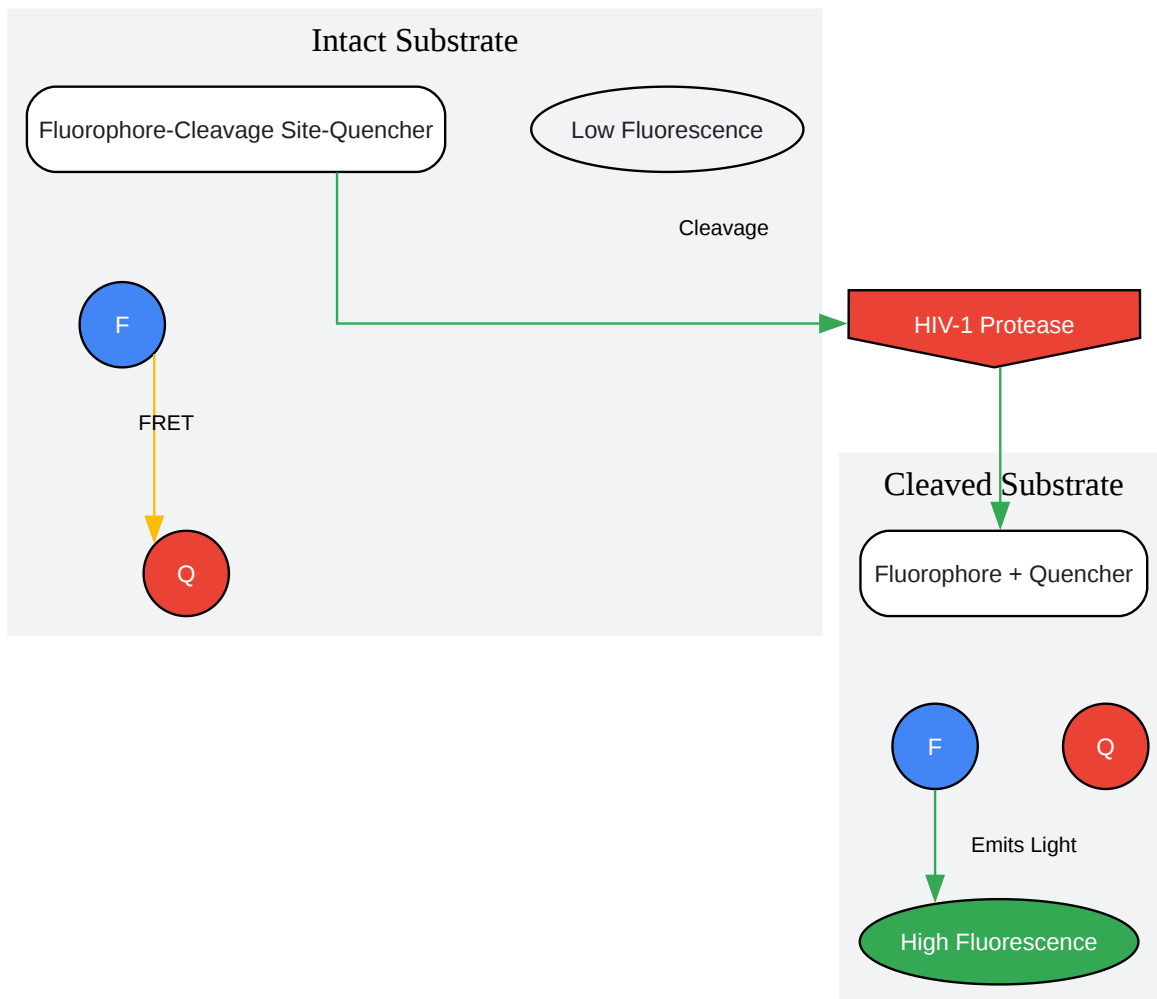 Intact Substrate
Fluorophore-Cleavage Site-Quencher
Low Fluorescence
Cleavage
F
HIV-1 Protease
FRET
Q
Cleaved Substrate
Fluorophore + Quencher
F
Q
Emits Light
High Fluorescence